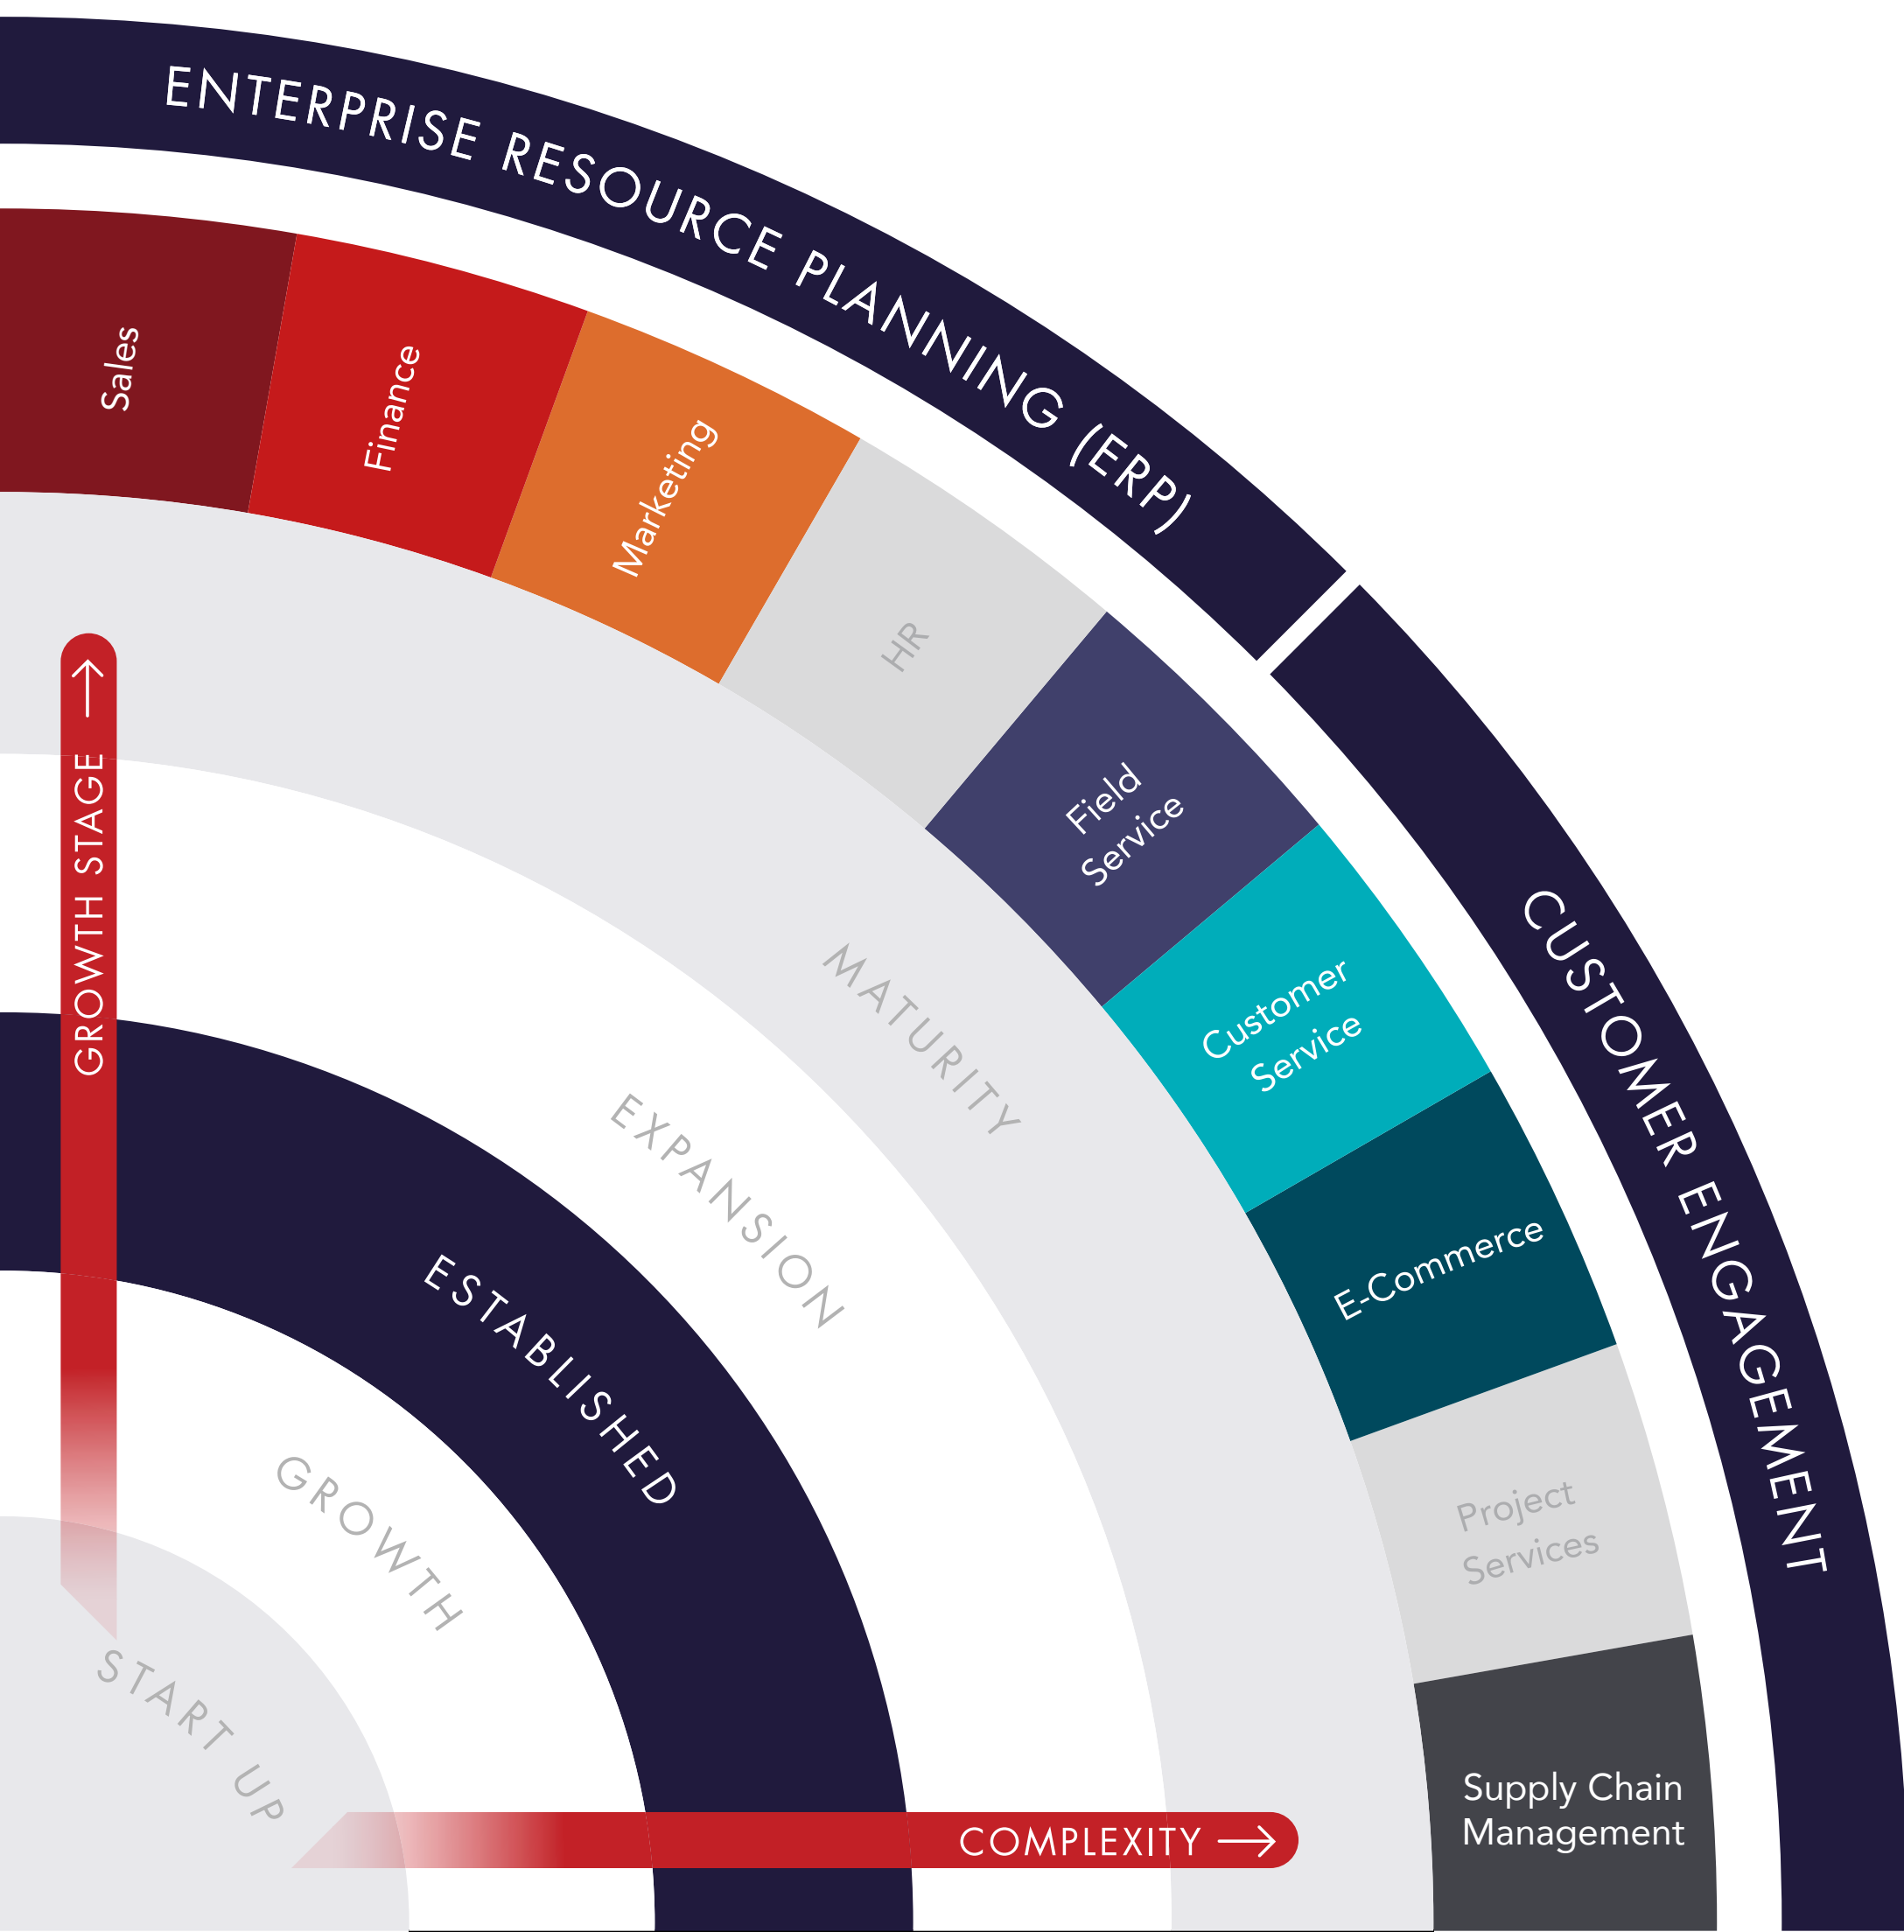 ENTERPRISE RESOURCE PLANNING (ERP)
CUSTOMER ENGAGEMENT
Sales
Finance
Marketing
HR
Field
Service
Customer
Service
E-Commerce
Project
Services
Supply Chain
Management
MATURITY
EXPANSION
ESTABLISHED
GROWTH
START UP
GROWTH STAGE
COMPLEXITY